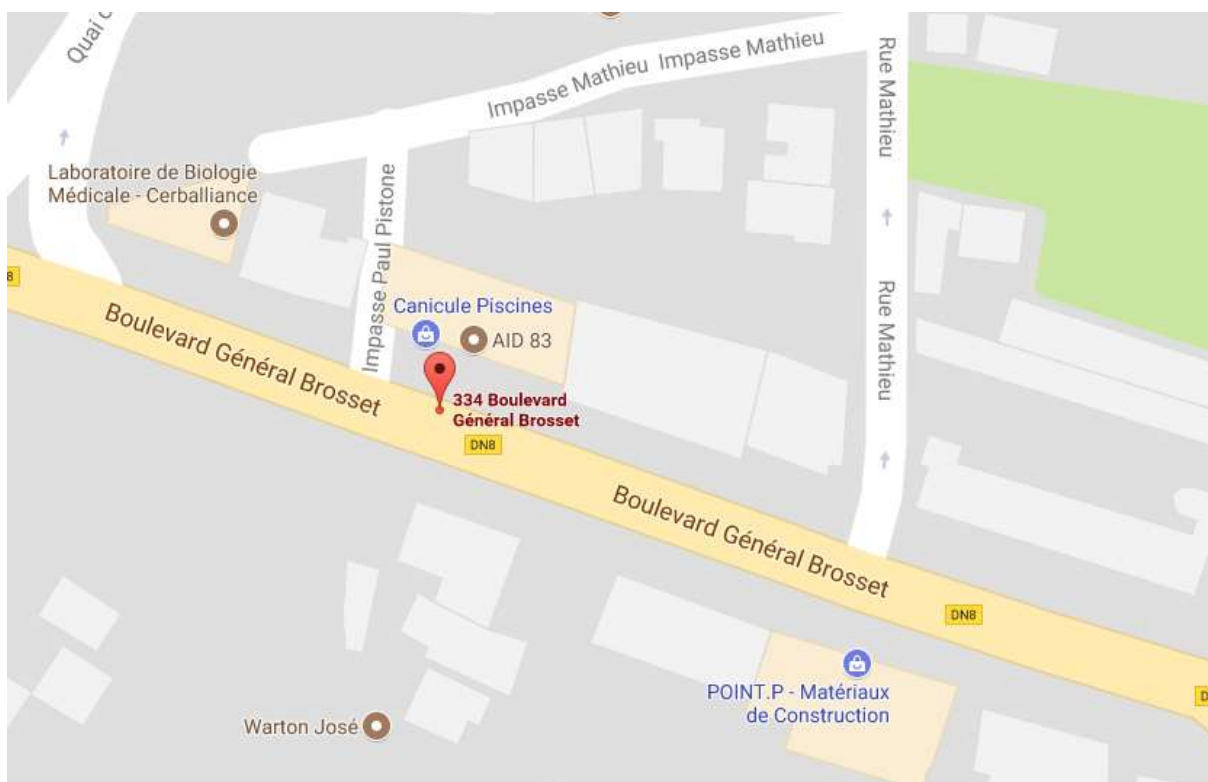 Quai
Impasse Mathieu
Impasse Mathieu
Rue Mathieu
Laboratoire de Biologie
Médicale - Cerballiance
Impasse Paul Pistone
Canicule Piscines
AID 83
Boulevard Général Brosset
334 Boulevard
Général Brosset
DN8
Rue Mathieu
Boulevard Général Brosset
DN8
POINT.P - Matériaux
de Construction
Warton José